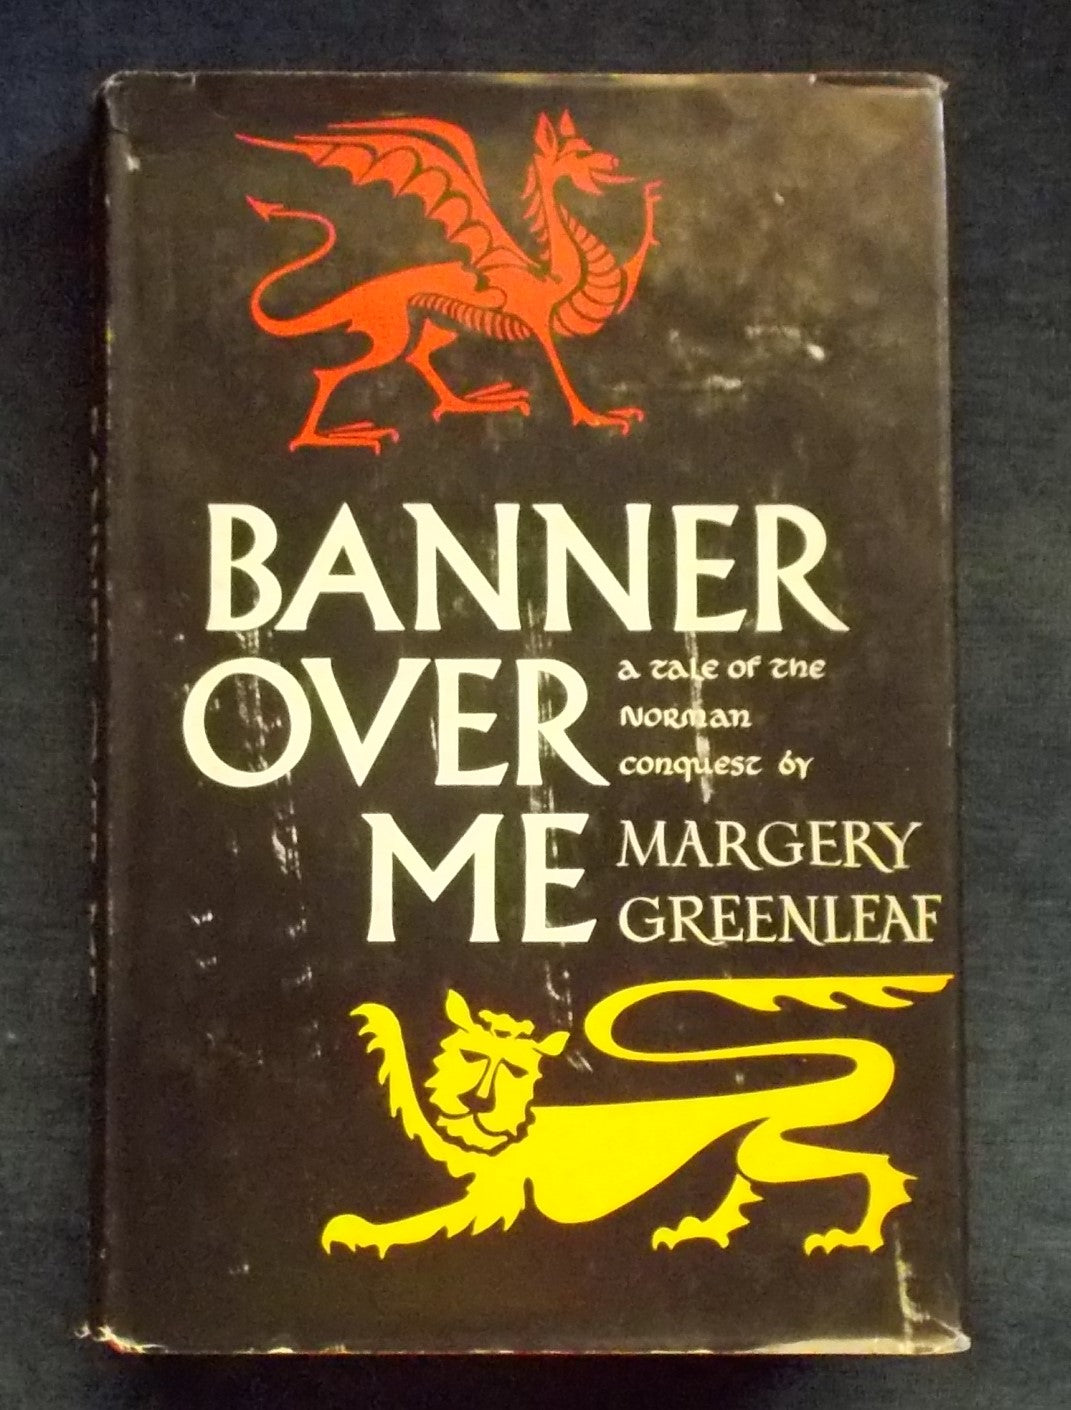 BANNER
OVER
ME
a tale of the
Norman
conquest by
MARGERY
GREENLEAF